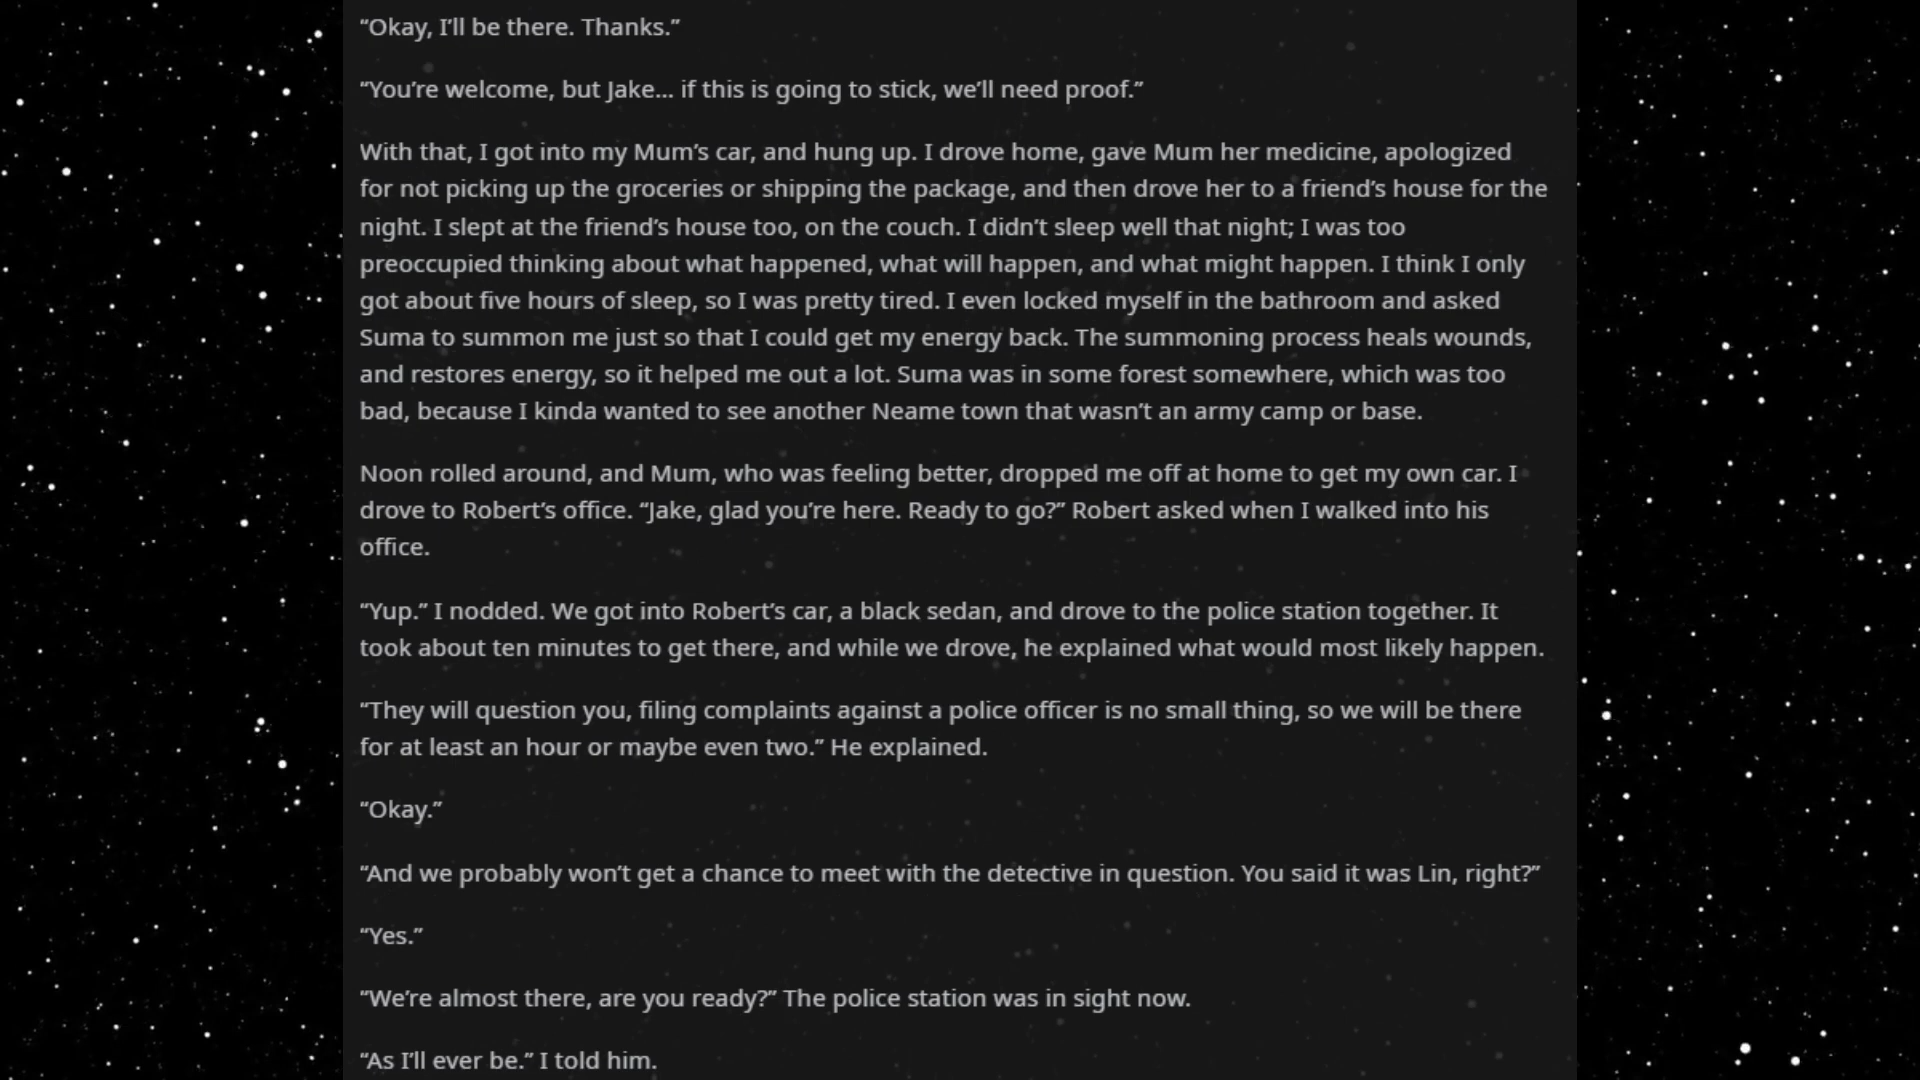 “Okay, I’ll be there. Thanks.”
“You’re welcome, but Jake… if this is going to stick, we’ll need proof.”
With that, I got into my Mum’s car, and hung up. I drove home, gave Mum her medicine, apologized
for not picking up the groceries or shipping the package, and then drove her to a friend’s house for the
night. I slept at the friend’s house too, on the couch. I didn’t sleep well that night; I was too
preoccupied thinking about what happened, what will happen, and what might happen. I think I only
got about five hours of sleep, so I was pretty tired. I even locked myself in the bathroom and asked
Suma to summon me just so that I could get my energy back. The summoning process heals wounds,
and restores energy, so it helped me out a lot. Suma was in some forest somewhere, which was too
bad, because I kinda wanted to see another Neame town that wasn’t an army camp or base.
Noon rolled around, and Mum, who was feeling better, dropped me off at home to get my own car. I
drove to Robert’s office. “Jake, glad you’re here. Ready to go?” Robert asked when I walked into his
office.
“Yup.” I nodded. We got into Robert’s car, a black sedan, and drove to the police station together. It
took about ten minutes to get there, and while we drove, he explained what would most likely happen.
“They will question you, filing complaints against a police officer is no small thing, so we will be there
for at least an hour or maybe even two.” He explained.
“Okay.”
“And we probably won’t get a chance to meet with the detective in question. You said it was Lin, right?”
“Yes.”
“We’re almost there, are you ready?” The police station was in sight now.
“As I’ll ever be.” I told him.